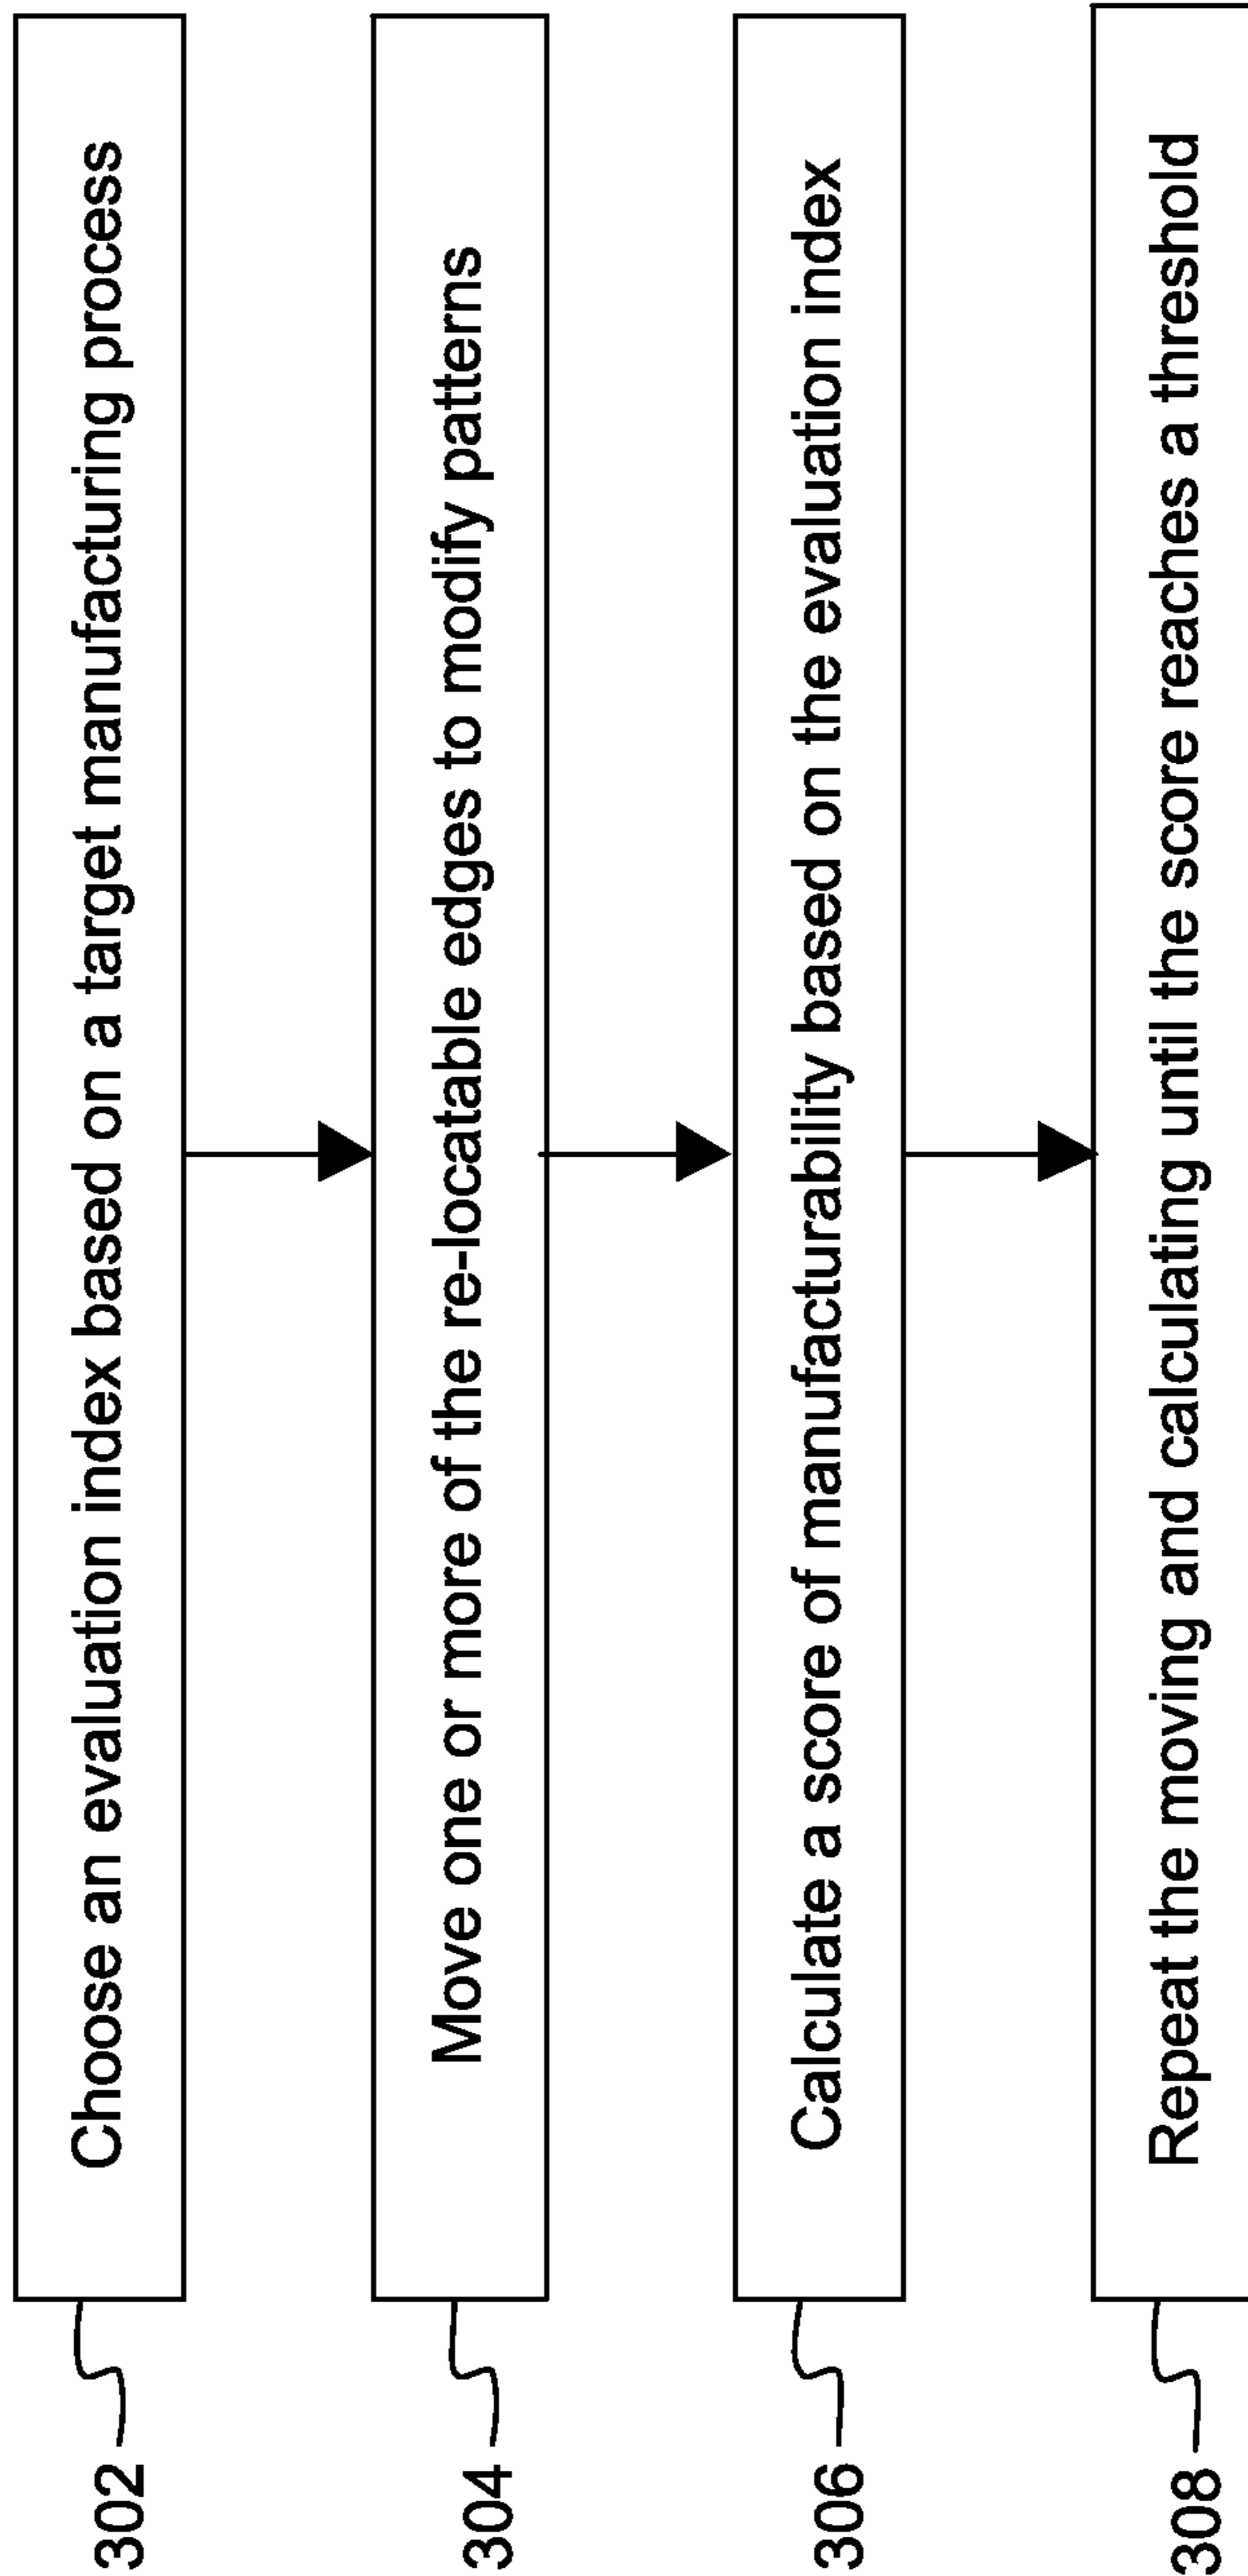 302
Choose an evaluation index based on a target manufacturing process
304
Move one or more of the re-locatable edges to modify patterns
306
Calculate a score of manufacturability based on the evaluation index
308
Repeat the moving and calculating until the score reaches a threshold